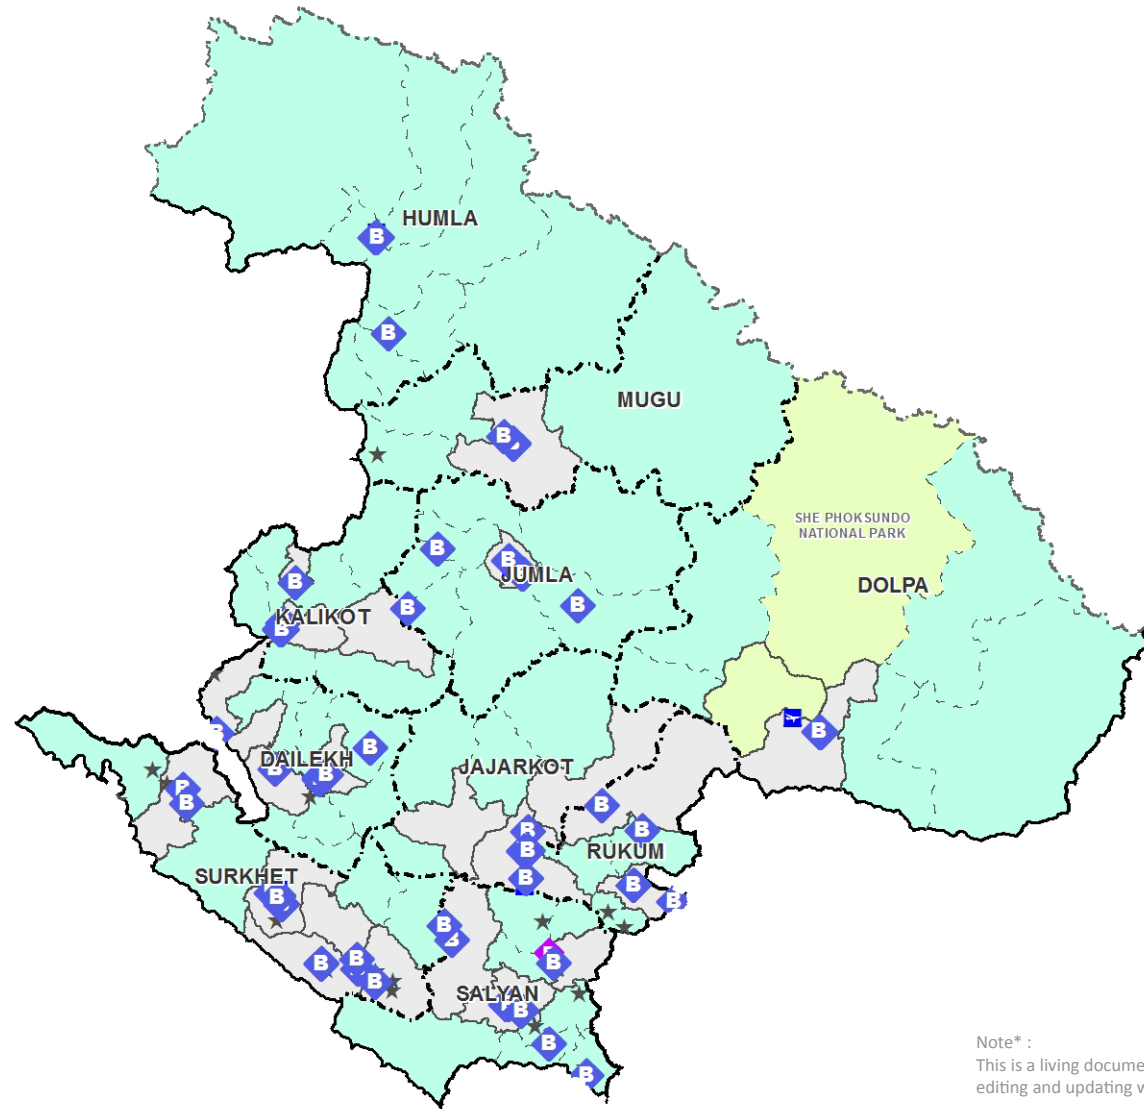 HUMLA
B
B
MUGU
B
SHE PHOKSUNDO
NATIONAL PARK
B
B
JUMLA
DOLPA
B
B
B
KALIKOT
B
B
B
B
DAILEKH
B
B
JAJARKOT
B
B
B
B
B
RUKUM
SURKHET
B
B
B
B
B
B
B
B
B
B
SALYAN
B
B
B
B
Note* :
This is a living docume
editing and updating w